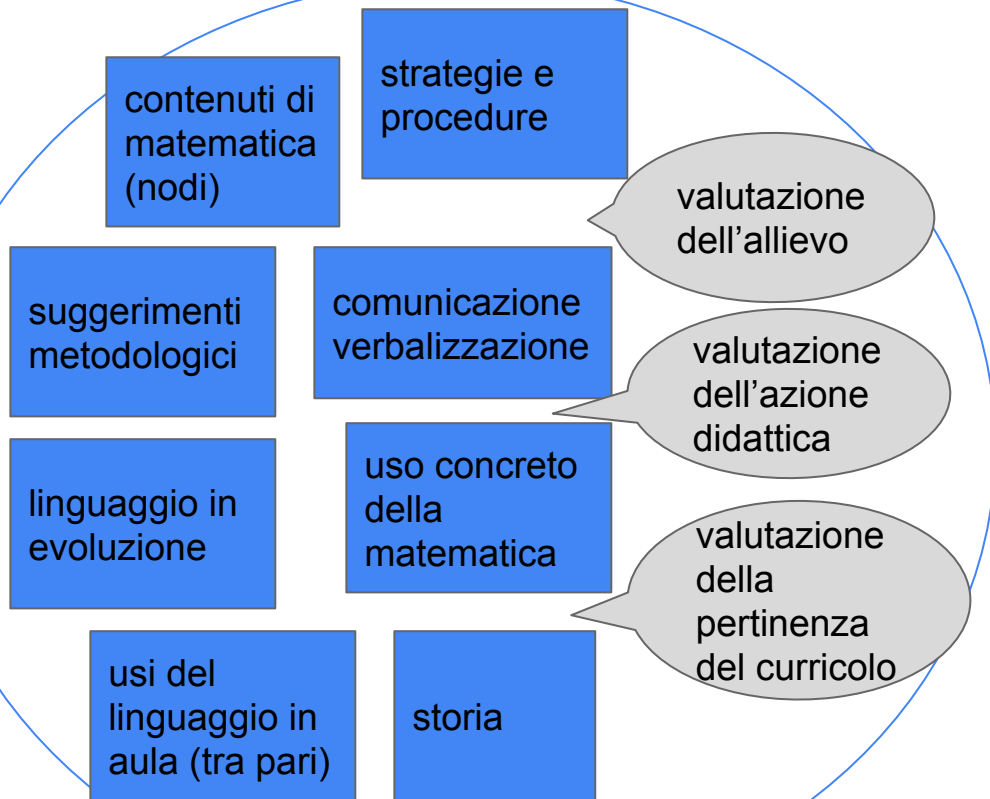 contenuti di
matematica
(nodi)
strategie e
procedure
valutazione
dell’allievo
suggerimenti
metodologici
comunicazione
verbalizzazione
valutazione
dell’azione
didattica
linguaggio in
evoluzione
uso concreto
della
matematica
valutazione
della
pertinenza
del curricolo
usi del
linguaggio in
aula (tra pari)
storia